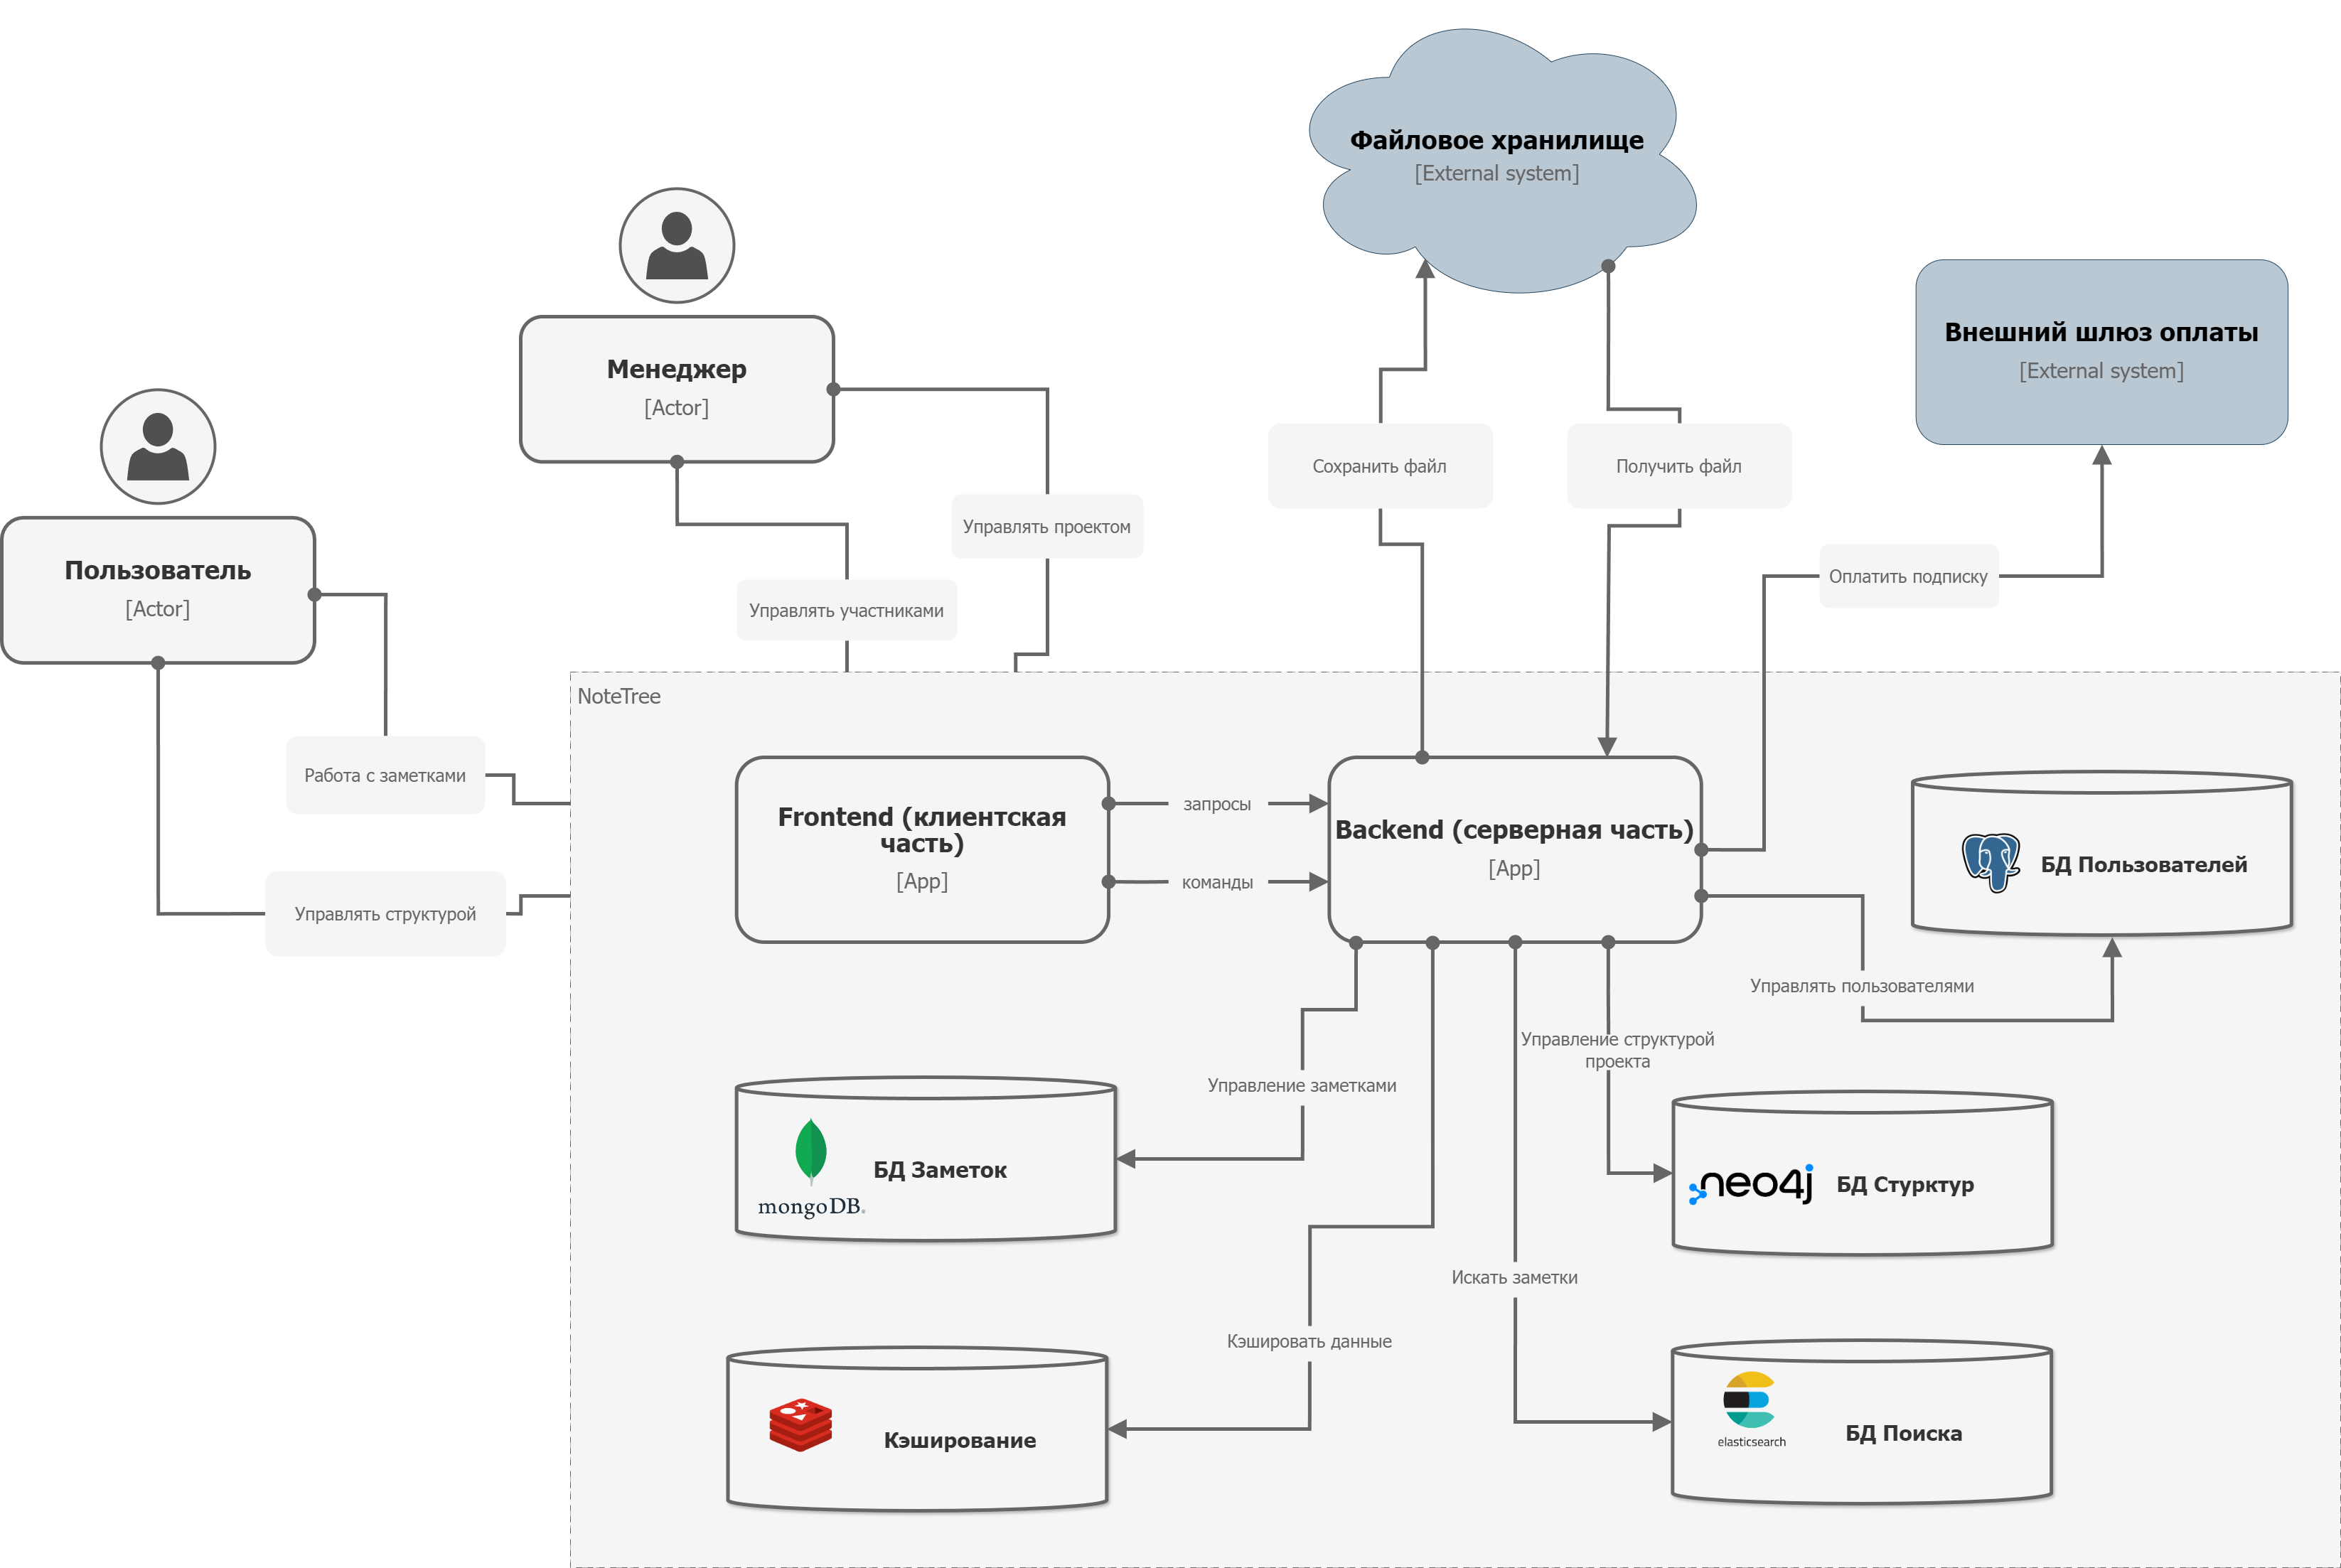 Файловое хранилище
[External system]
Внешний шлюз оплаты
[External system]
Менеджер
[Actor]
Пользователь
[Actor]
Сохранить файл
Получить файл
Управлять проектом
Оплатить подписку
Управлять участниками
Работа с заметками
Управлять структурой
NoteTree
Frontend (клиентская
часть)
[App]
запросы
команды
Backend (серверная часть)
[App]
БД Пользователей
Управлять пользователями
Управление структурой
проекта
Управление заметками
mongoDB.
БД Заметок
neo4j
БД Стурктур
Искать заметки
Кэшировать данные
Кэширование
elasticsearch
БД Поиска